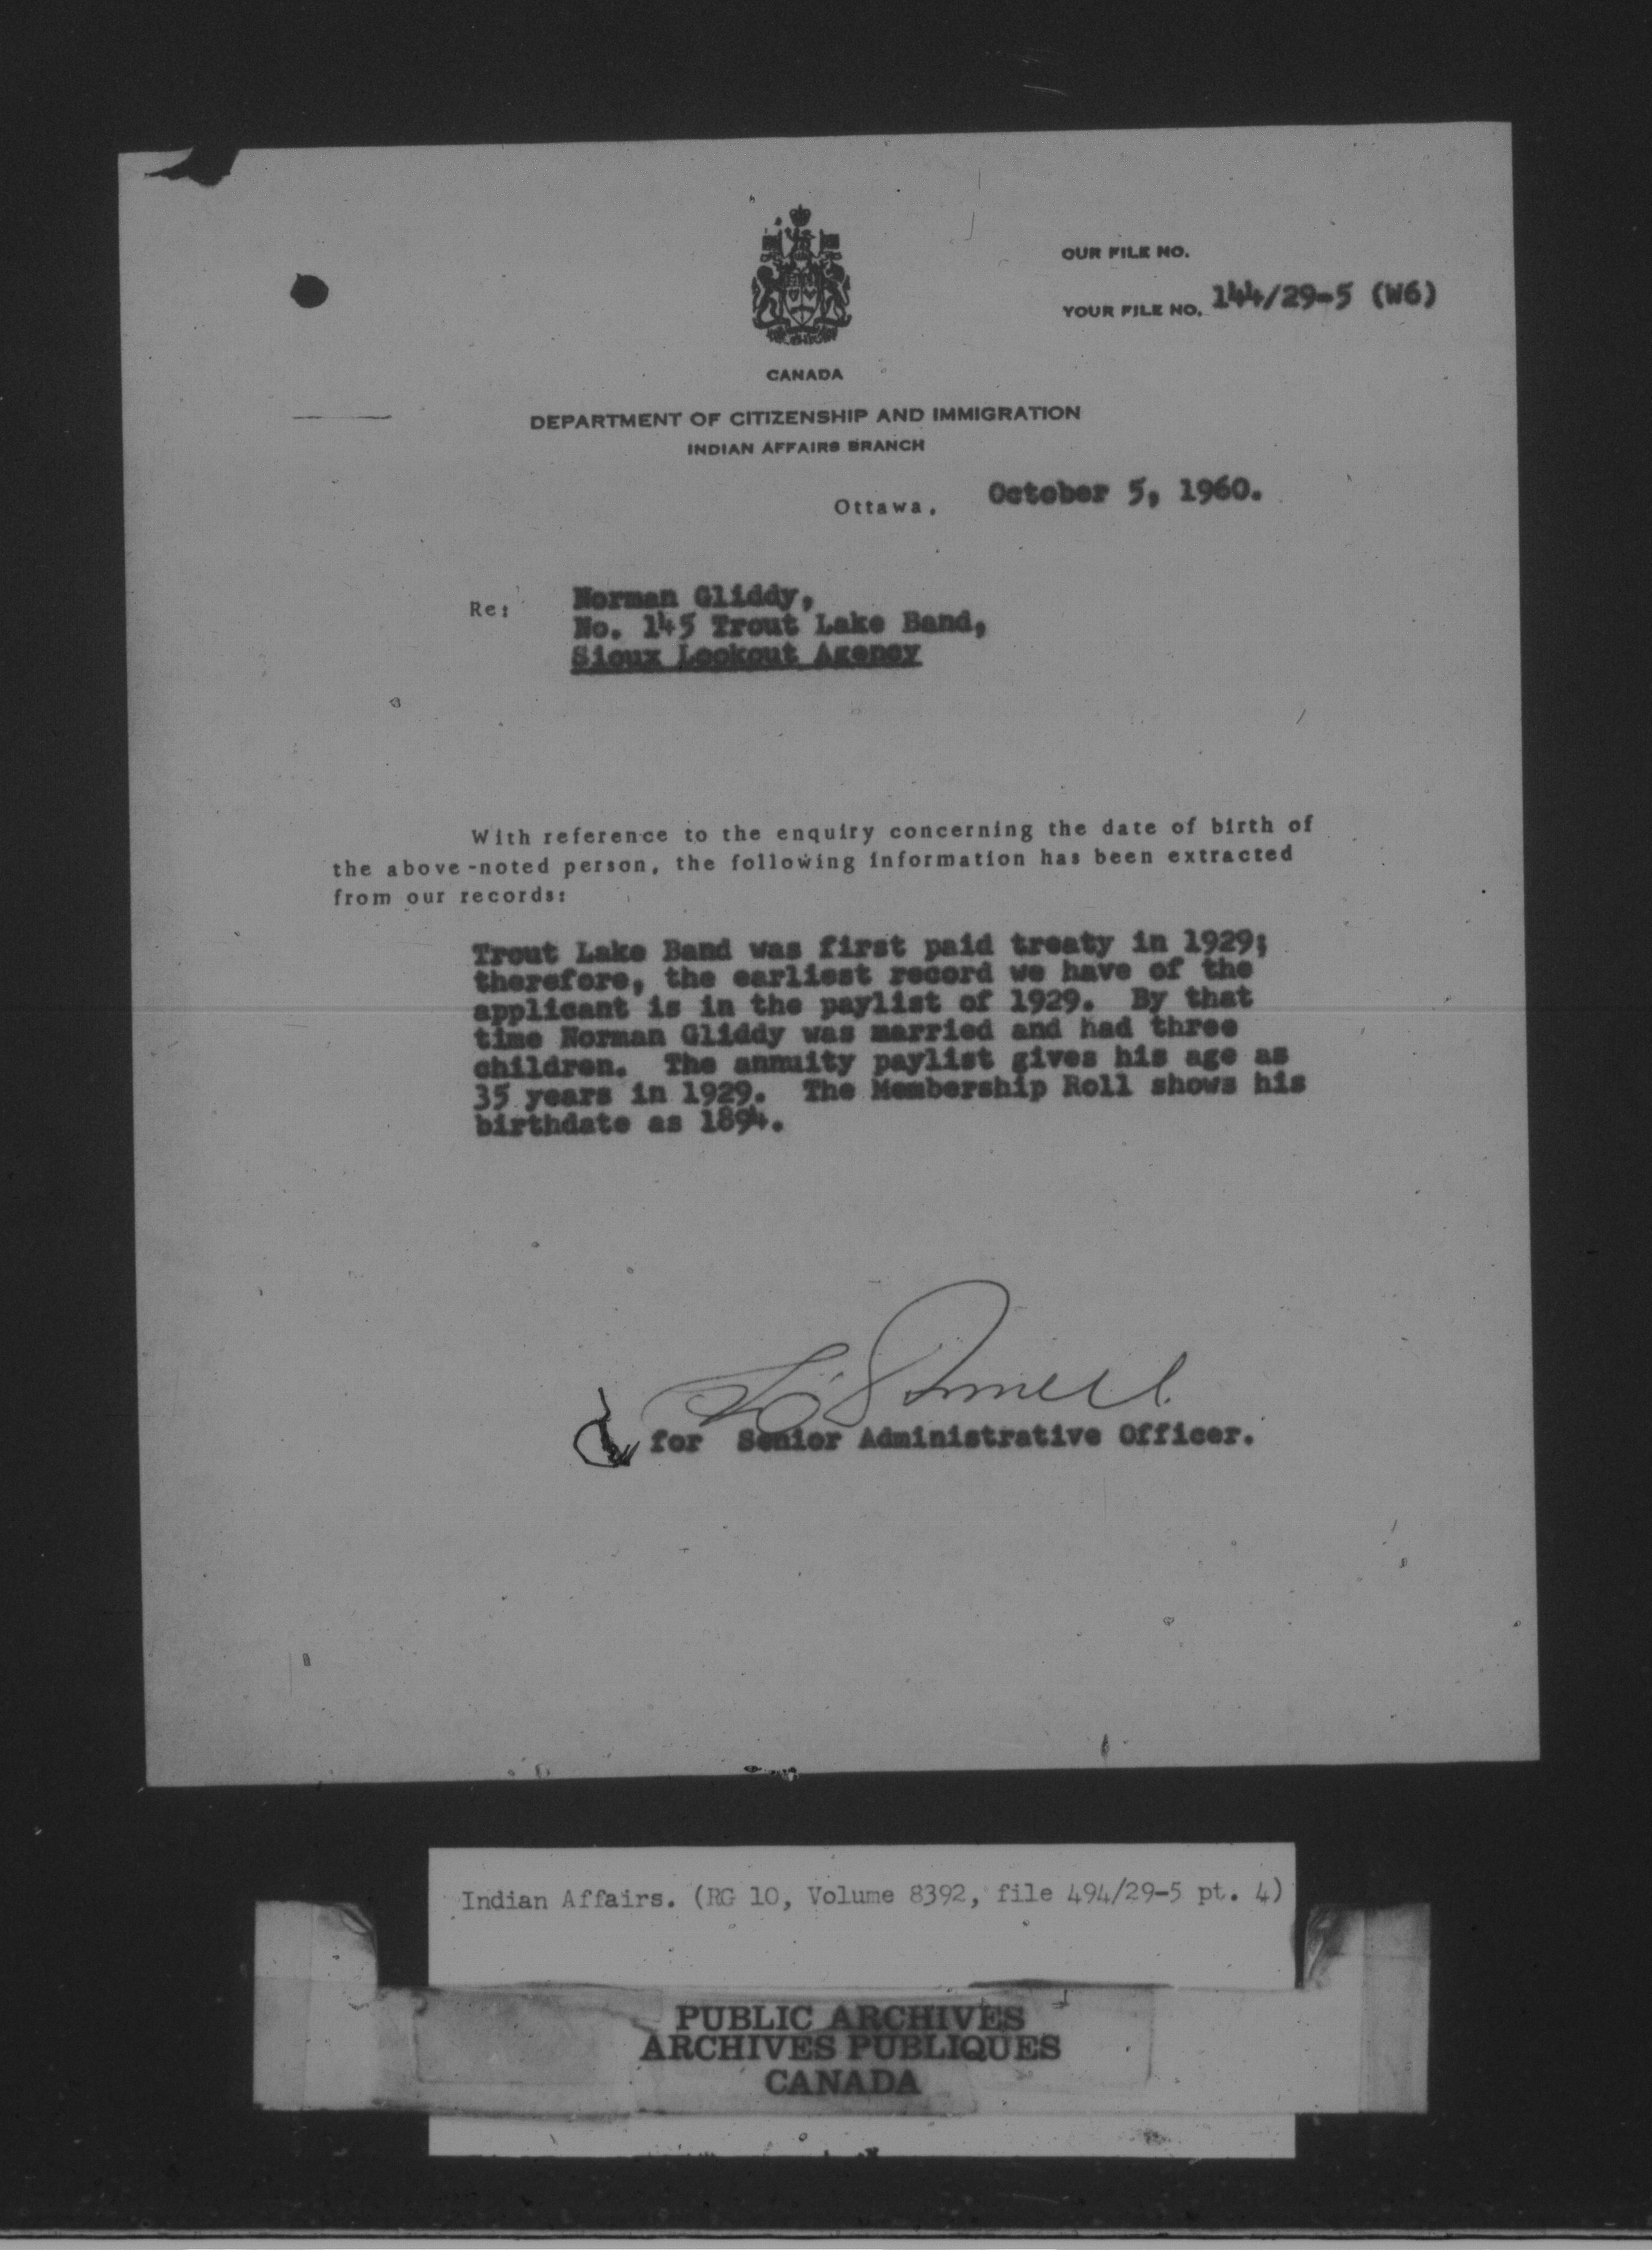 OUR FILE NO.
YOUR FILE NO. 144/29-5 (W6)
CANADA
DEPARTMENT OF CITIZENSHIP AND IMMIGRATION
INDIAN AFFAIRS BRANCH
Ottawa, October 5, 1960.
Re: Norman Gliddy,
No. 145 Trout Lake Band,
Sioux Lookout Agency
With reference to the enquiry concerning the date of birth of
the above-noted person, the following information has been extracted
from our records:
Trout Lake Band was first paid treaty in 1929;
therefore, the earliest record we have of the
applicant is in the paylist of 1929. By that
time Norman Gliddy was married and had three
children. The annuity paylist gives his age as
35 years in 1929. The Membership Roll shows his
birthdate as 1894.
for Senior Administrative Officer.
Indian Affairs. (RG 10, Volume 8392, file 494/29-5 pt. 4)
PUBLIC ARCHIVES
ARCHIVES PUBLIQUES
CANADA